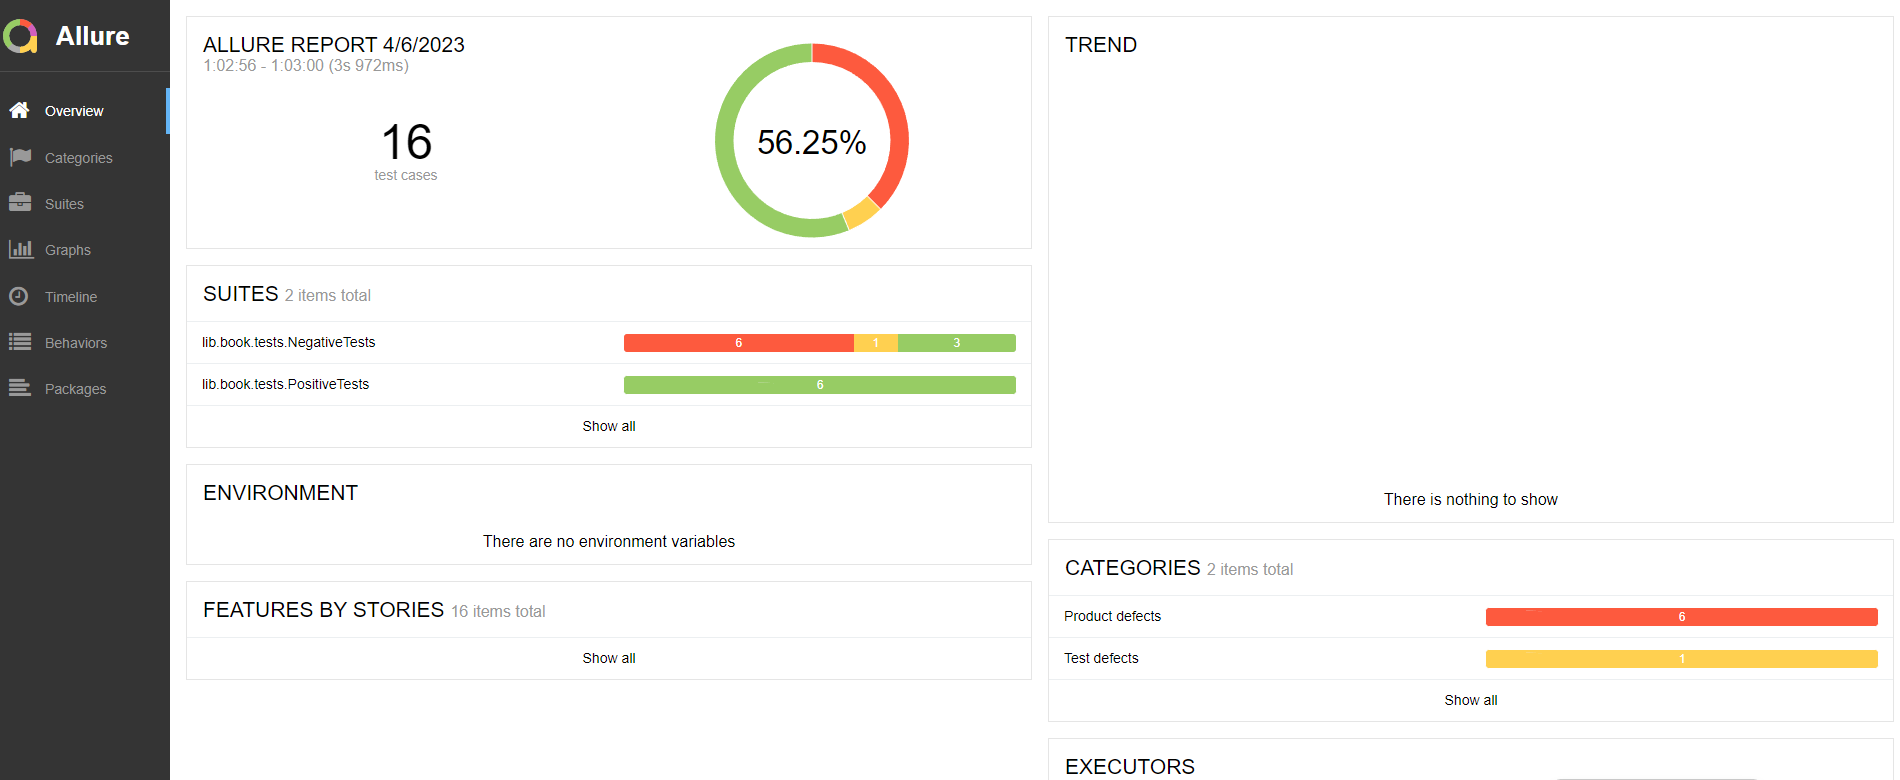 Allure
Overview
Categories
Suites
Graphs
Timeline
Behaviors
Packages
ALLURE REPORT 4/6/2023
1:02:56 - 1:03:00 (3s 972ms)
16
test cases
56.25%
SUITES 2 items total
lib.book.tests.NegativeTests 6 1 3
lib.book.tests.PositiveTests 6
Show all
ENVIRONMENT
There are no environment variables
FEATURES BY STORIES 16 items total
Show all
TREND
There is nothing to show
CATEGORIES 2 items total
Product defects 6
Test defects 1
Show all
EXECUTORS